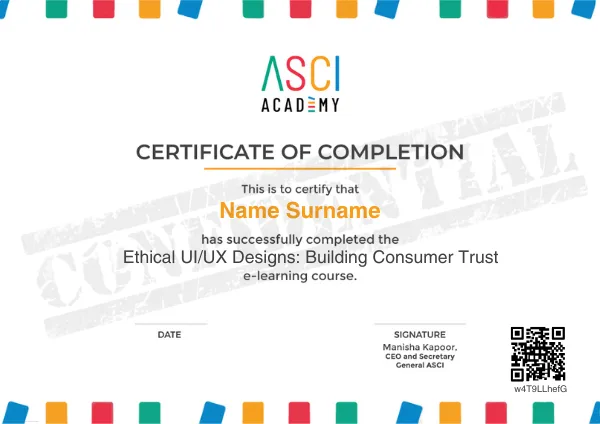 ASCI
ACADEMY
CONFIDENTIAL
CERTIFICATE OF COMPLETION
This is to certify that
Name Surname
has successfully completed the
Ethical UI/UX Designs: Building Consumer Trust
e-learning course.
DATE
SIGNATURE
Manisha Kapoor,
CEO and Secretary
General ASCI
w4T9LLhefG